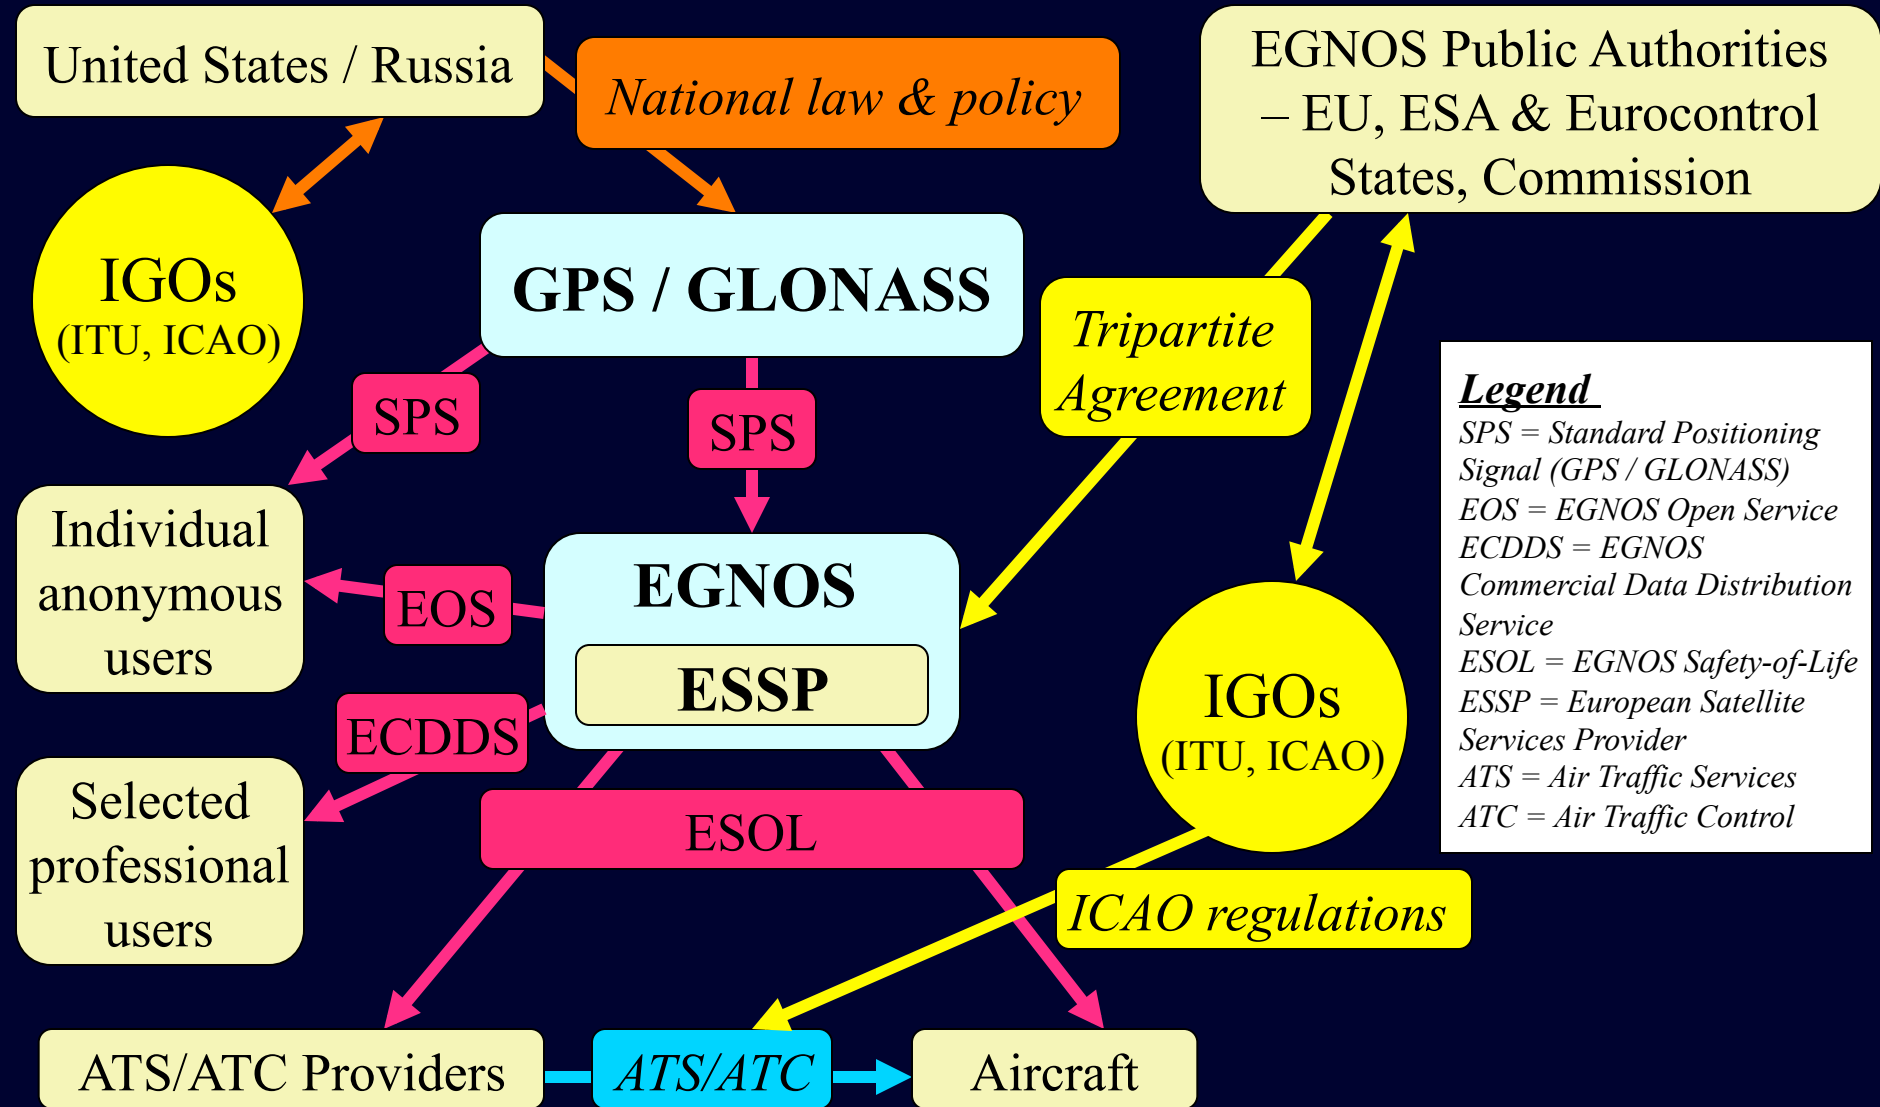 United States / Russia
National law & policy
EGNOS Public Authorities
– EU, ESA & Eurocontrol
States, Commission
IGOs
(ITU, ICAO)
GPS / GLONASS
Tripartite
Agreement
SPS
SPS
Legend
SPS = Standard Positioning
Signal (GPS / GLONASS)
EOS = EGNOS Open Service
ECDDS = EGNOS
Commercial Data Distribution
Service
ESOL = EGNOS Safety-of-Life
ESSP = European Satellite
Services Provider
ATS = Air Traffic Services
ATC = Air Traffic Control
Individual
anonymous
users
EOS
EGNOS
ESSP
IGOs
(ITU, ICAO)
ECDDS
Selected
professional
users
ESOL
ICAO regulations
ATS/ATC Providers
ATS/ATC
Aircraft